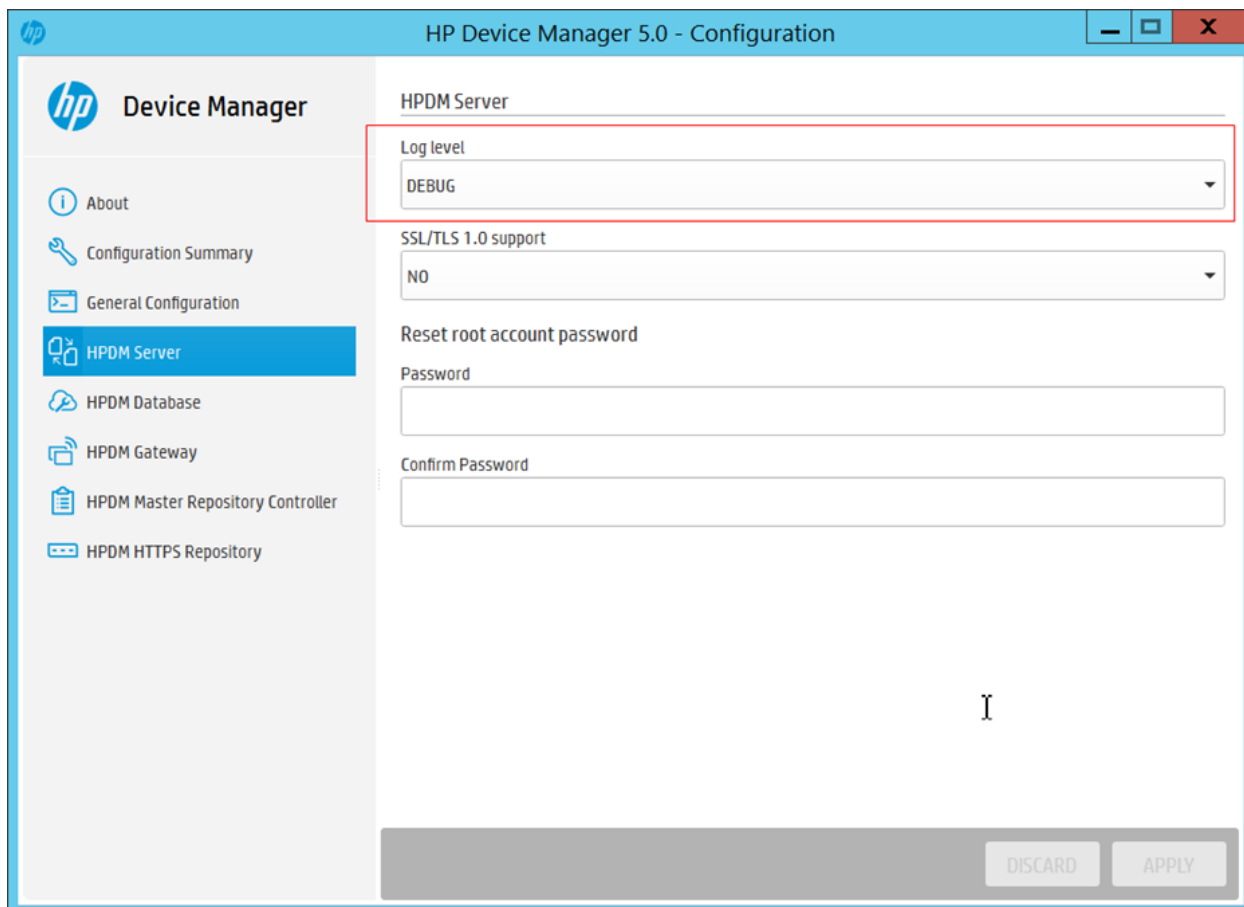 HP Device Manager 5.0 - Configuration
hp Device Manager
About
Configuration Summary
General Configuration
HPDM Server
HPDM Database
HPDM Gateway
HPDM Master Repository Controller
HPDM HTTPS Repository
HPDM Server
Log level
DEBUG
SSL/TLS 1.0 support
NO
Reset root account password
Password
Confirm Password
DISCARD APPLY